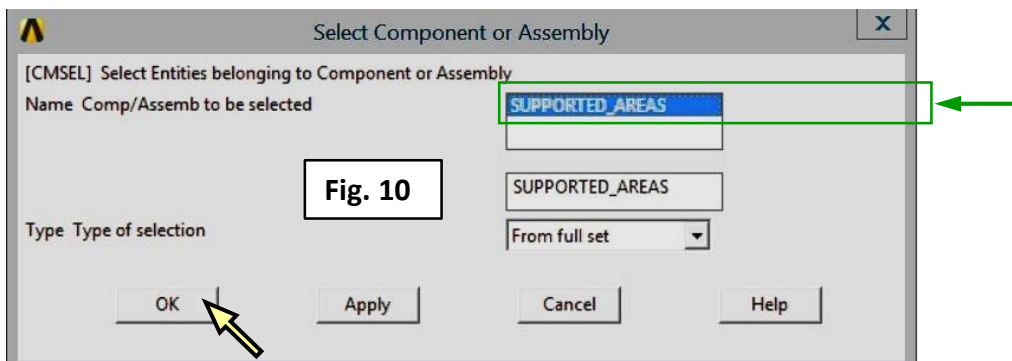 Select Component or Assembly
X
[CMSEL] Select Entities belonging to Component or Assembly
Name Comp/Assemb to be selected
SUPPORTED_AREAS
Fig. 10
SUPPORTED_AREAS
Type Type of selection
From full set
OK
Apply
Cancel
Help